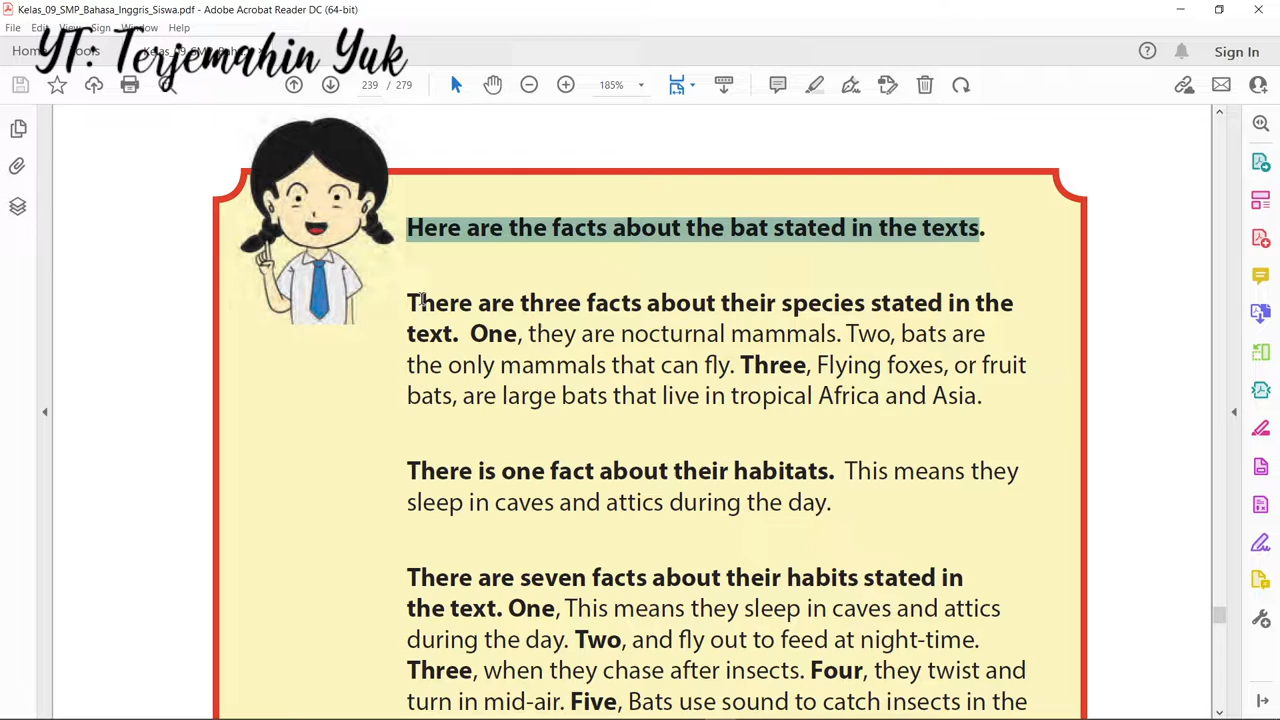 Kelas_09_SMP_Bahasa_Inggris_Siswa.pdf - Adobe Acrobat Reader DC (64-bit)
File Edit View Sign Window Help
YT: Terjemahin Yuk
Home Tools
Sign In
239 / 279
185%
Here are the facts about the bat stated in the texts.
There are three facts about their species stated in the
text. One, they are nocturnal mammals. Two, bats are
the only mammals that can fly. Three, Flying foxes, or fruit
bats, are large bats that live in tropical Africa and Asia.
There is one fact about their habitats. This means they
sleep in caves and attics during the day.
There are seven facts about their habits stated in
the text. One, This means they sleep in caves and attics
during the day. Two, and fly out to feed at night-time.
Three, when they chase after insects. Four, they twist and
turn in mid-air. Five, Bats use sound to catch insects in the